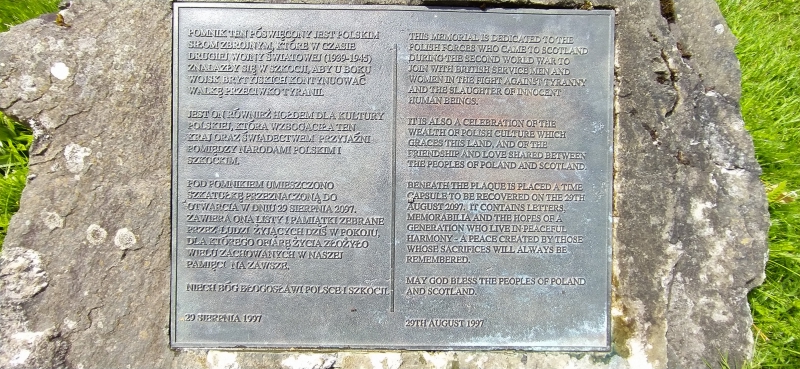 POMNIK TEN POŚWIĘCONY JEST POLSKIM
SIŁOM ZBROJNYM, KTÓRE W CZASIE
DRUGIEJ WOJNY ŚWIATOWEJ (1939-1945)
ZNALAZŁY SIĘ W SZKOCJI, ABY U BOKU
WOJSK BRYTYJSKICH KONTYNUOWAĆ
WALKĘ PRZECIWKO TYRANII.
JEST ON RÓWNIEŻ HOŁDEM DLA KULTURY
POLSKIEJ, KTÓRA WZBOGACIŁA TEN
KRAJ ORAZ ŚWIADECTWEM PRZYJAŹNI
POMIĘDZY NARODAMI POLSKIM I
SZKOCKIM.
POD POMNIKIEM UMIESZCZONO
SZKATUŁKĘ PRZEZNACZONĄ DO
OTWARCIA W DNIU 29 SIERPNIA 2097.
ZAWIERA ONA LISTY I PAMIĄTKI ZEBRANE
PRZEZ LUDZI ŻYJĄCYCH DZIŚ W POKOJU,
DLA KTÓREGO OFIARĘ ŻYCIA ZŁOŻYŁO
WIELU ZACHOWANYCH W NASZEJ
PAMIĘCI NA ZAWSZE.
NIECH BÓG BŁOGOSŁAWI POLSCE I SZKOCJI.
29 SIERPNIA 1997
THIS MEMORIAL IS DEDICATED TO THE
POLISH FORCES WHO CAME TO SCOTLAND
DURING THE SECOND WORLD WAR TO
JOIN WITH BRITISH SERVICE MEN AND
WOMEN IN THE FIGHT AGAINST TYRANNY
AND THE SLAUGHTER OF INNOCENT
HUMAN BEINGS.
IT IS ALSO A CELEBRATION OF THE
WEALTH OF POLISH CULTURE WHICH
GRACES THIS LAND, AND OF THE
FRIENDSHIP AND LOVE SHARED BETWEEN
THE PEOPLES OF POLAND AND SCOTLAND.
BENEATH THE PLAQUE IS PLACED A TIME
CAPSULE TO BE RECOVERED ON THE 29TH
AUGUST 2097. IT CONTAINS LETTERS,
MEMORABILIA AND THE HOPES OF A
GENERATION WHO LIVE IN PEACEFUL
HARMONY - A PEACE CREATED BY THOSE
WHOSE SACRIFICES WILL ALWAYS BE
REMEMBERED.
MAY GOD BLESS THE PEOPLES OF POLAND
AND SCOTLAND.
29TH AUGUST 1997